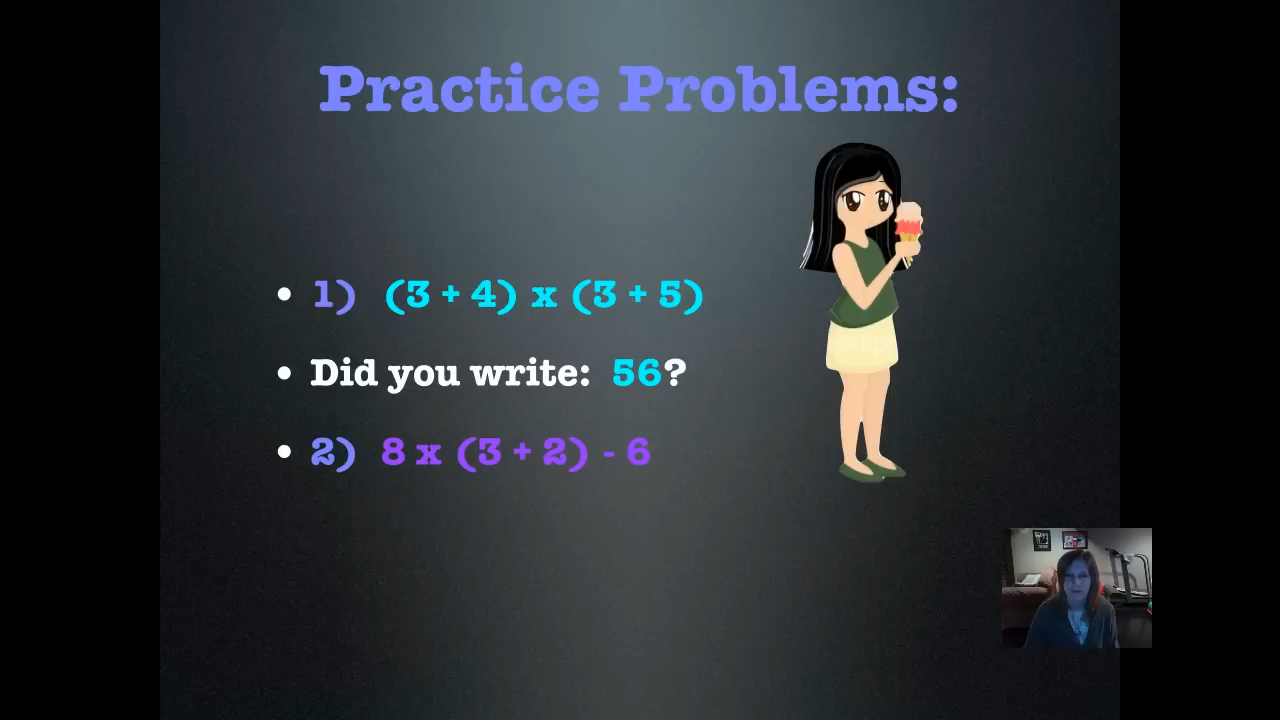 Practice Problems:
• 1) (3 + 4) x (3 + 5)
• Did you write: 56?
• 2) 8 x (3 + 2) - 6